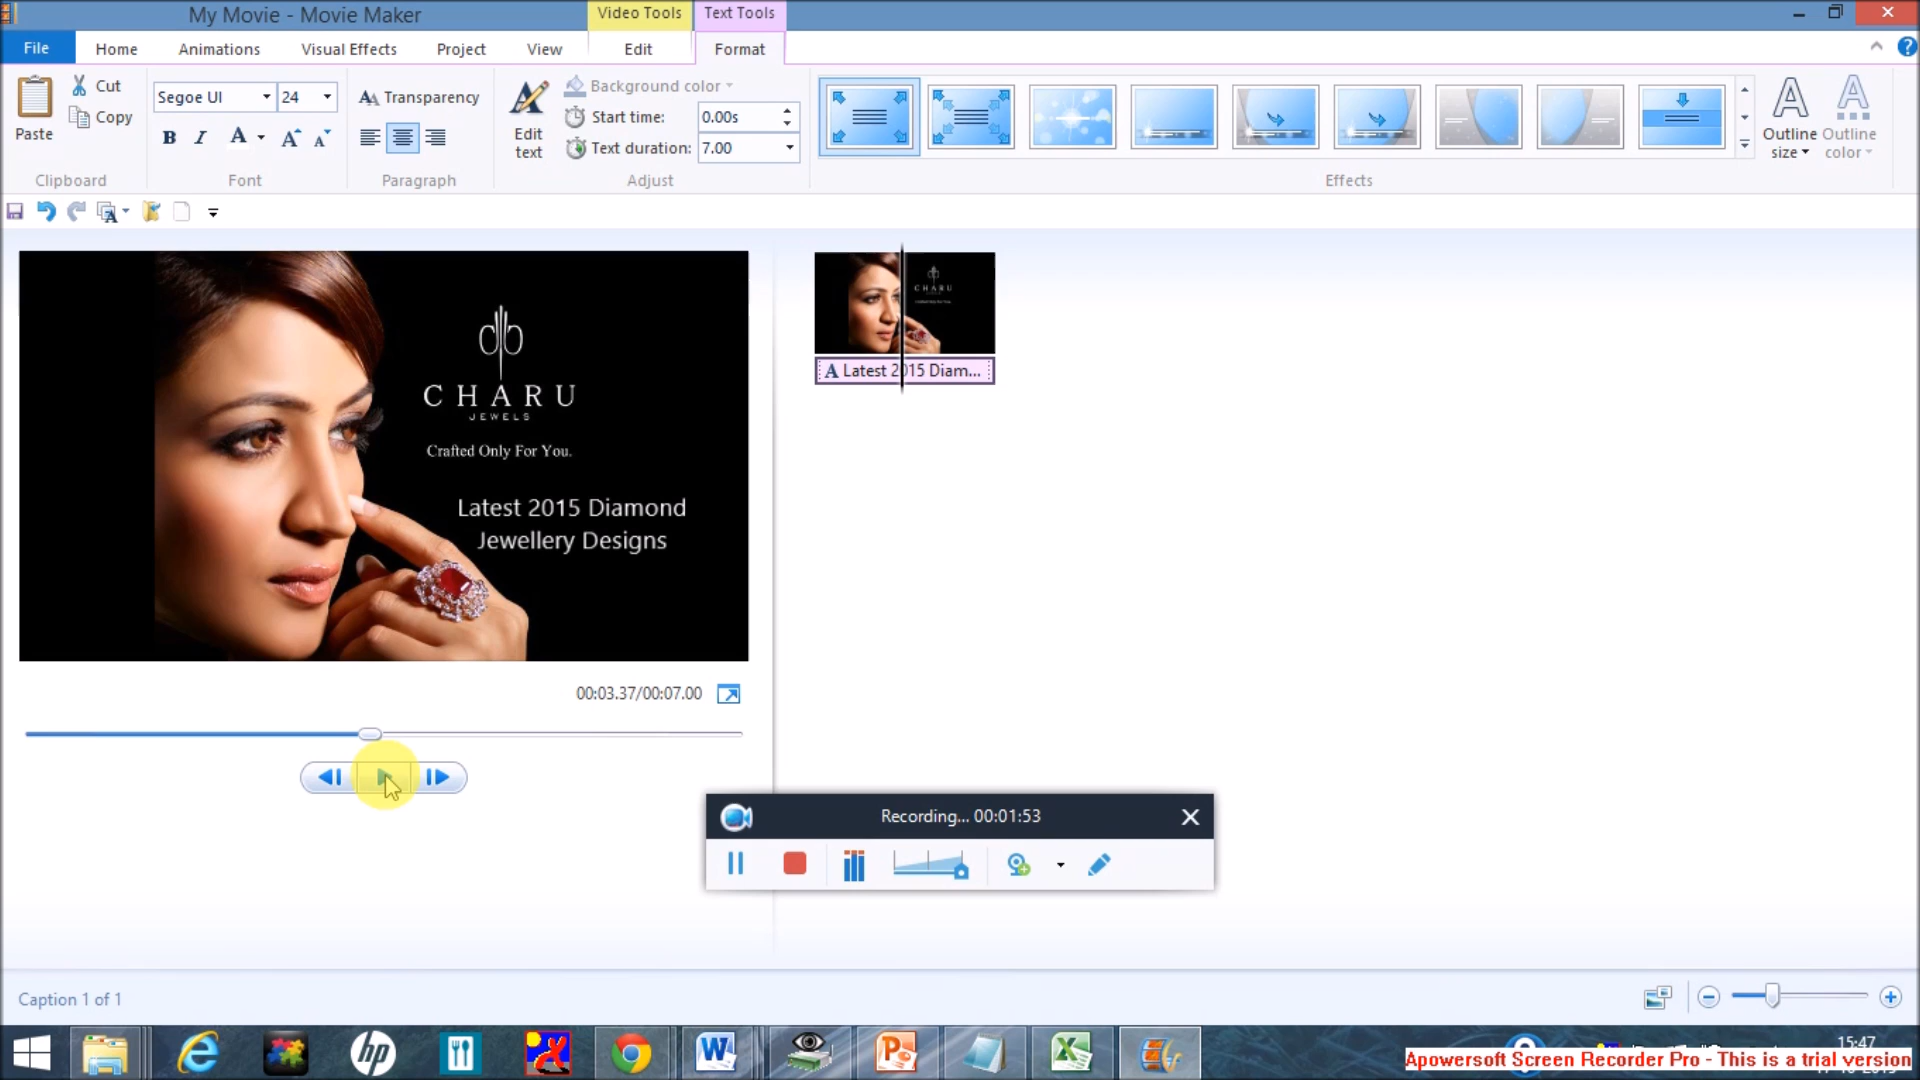 My Movie - Movie Maker
Video Tools
Text Tools
File
Home
Animations
Visual Effects
Project
View
Edit
Format
Paste
Cut
Copy
Clipboard
Segoe UI
24
B I A A A
Font
AA Transparency
Paragraph
Edit
text
Background color
Start time:
0.00s
Text duration:
7.00
Adjust
Effects
Outline
size
Outline
color
CHARU
JEWELS
Crafted Only For You.
Latest 2015 Diamond
Jewellery Designs
00:03.37/00:07.00
CHARU
A Latest 2015 Diam...
Recording... 00:01:53
Caption 1 of 1
hp
15:47
Apowersoft Screen Recorder Pro - This is a trial version